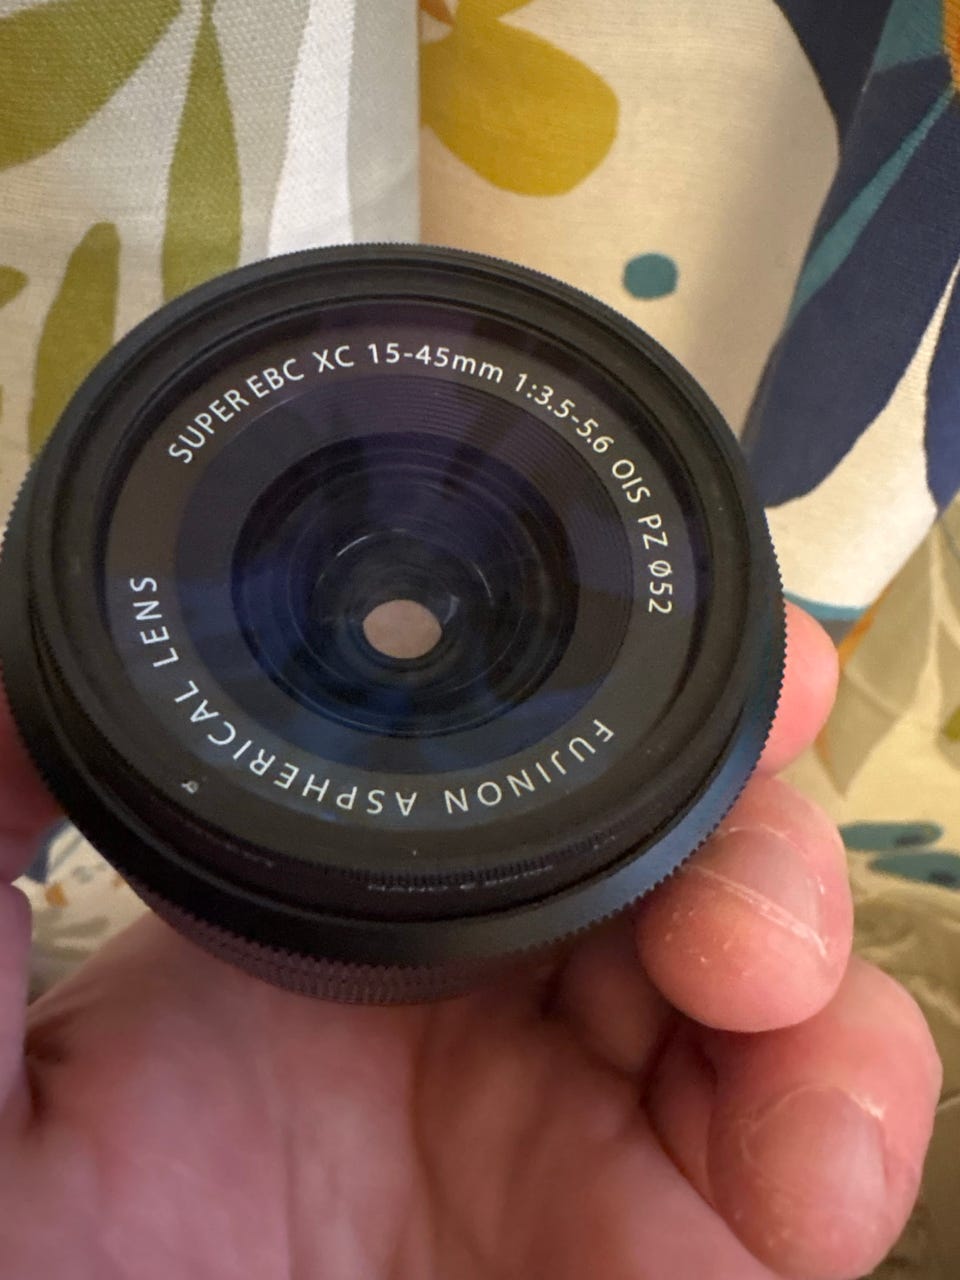 SUPER EBC XC 15-45mm 1:3.5-5.6 OIS PZ Ø52
FUJINON ASPHERICAL LENS